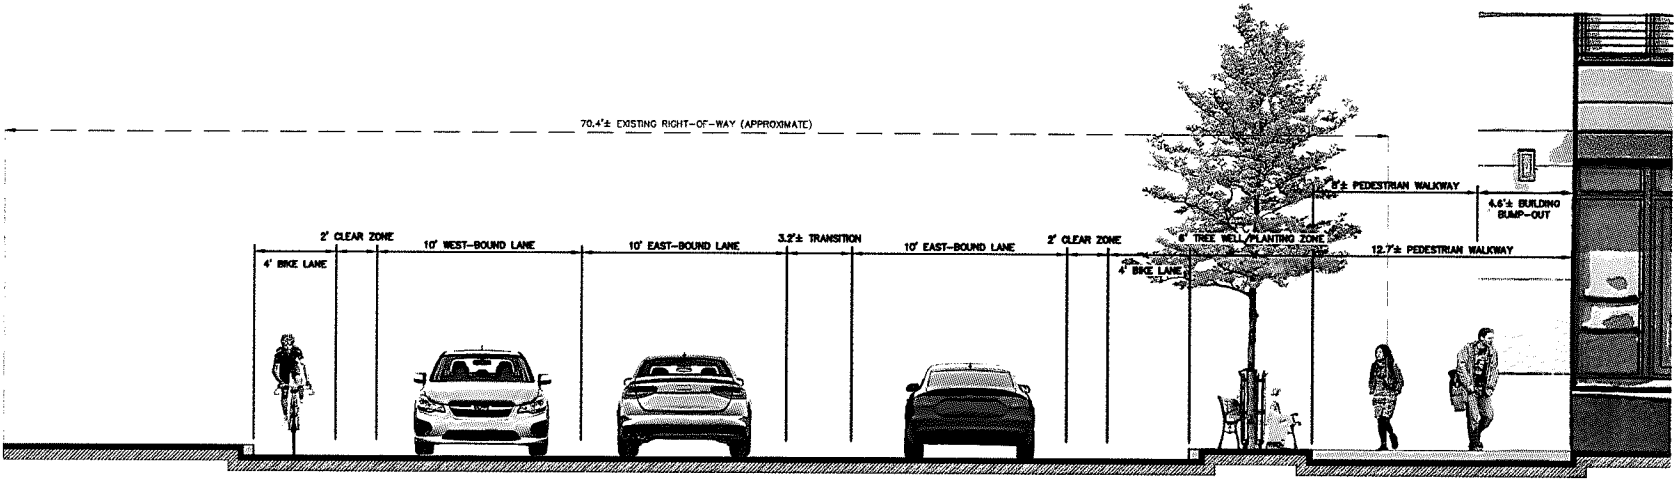 70.4'± EXISTING RIGHT-OF-WAY (APPROXIMATE)
8'± PEDESTRIAN WALKWAY
4.6'± BUILDING
BUMP-OUT
2' CLEAR ZONE
10' WEST-BOUND LANE
10' EAST-BOUND LANE
3.2'± TRANSITION
10' EAST-BOUND LANE
2' CLEAR ZONE
6' TREE WELL/PLANTING ZONE
12.7'± PEDESTRIAN WALKWAY
4' BIKE LANE
4' BIKE LANE